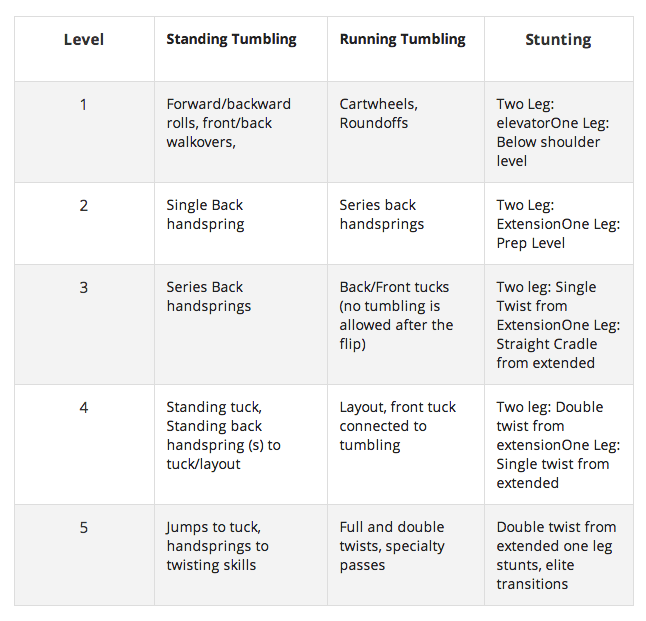 Level Standing Tumbling Running Tumbling Stunting
1
Forward/backward
rolls, front/back
walkovers,
Cartwheels,
Roundoffs
Two Leg:
elevatorOne Leg:
Below shoulder
level
2
Single Back
handspring
Series back
handsprings
Two Leg:
ExtensionOne Leg:
Prep Level
3
Series Back
handsprings
Back/Front tucks
(no tumbling is
allowed after the
flip)
Two leg: Single
Twist from
ExtensionOne Leg:
Straight Cradle
from extended
4
Standing tuck,
Standing back
handspring (s) to
tuck/layout
Layout, front tuck
connected to
tumbling
Two leg: Double
twist from
extensionOne Leg:
Single twist from
extended
5
Jumps to tuck,
handsprings to
twisting skills
Full and double
twists, specialty
passes
Double twist from
extended one leg
stunts, elite
transitions